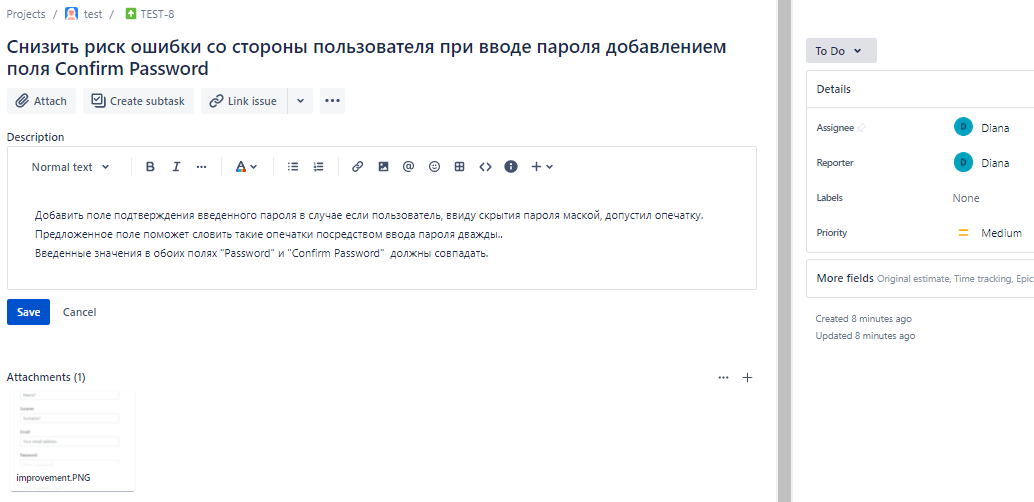 Projects / test / TEST-8
Снизить риск ошибки со стороны пользователя при вводе пароля добавлением
поля Confirm Password
Attach Create subtask Link issue
Description
Normal text B I ... A
Добавить поле подтверждения введенного пароля в случае если пользователь, ввиду скрытия пароля маской, допустил опечатку.
Предложенное поле поможет словить такие опечатки посредством ввода пароля дважды..
Введенные значения в обоих полях "Password" и "Confirm Password" должны совпадать.
Save Cancel
Attachments (1)
improvement.PNG
To Do
Details
Assignee D Diana
Reporter D Diana
Labels None
Priority Medium
More fields Original estimate, Time tracking, Epic
Created 8 minutes ago
Updated 8 minutes ago